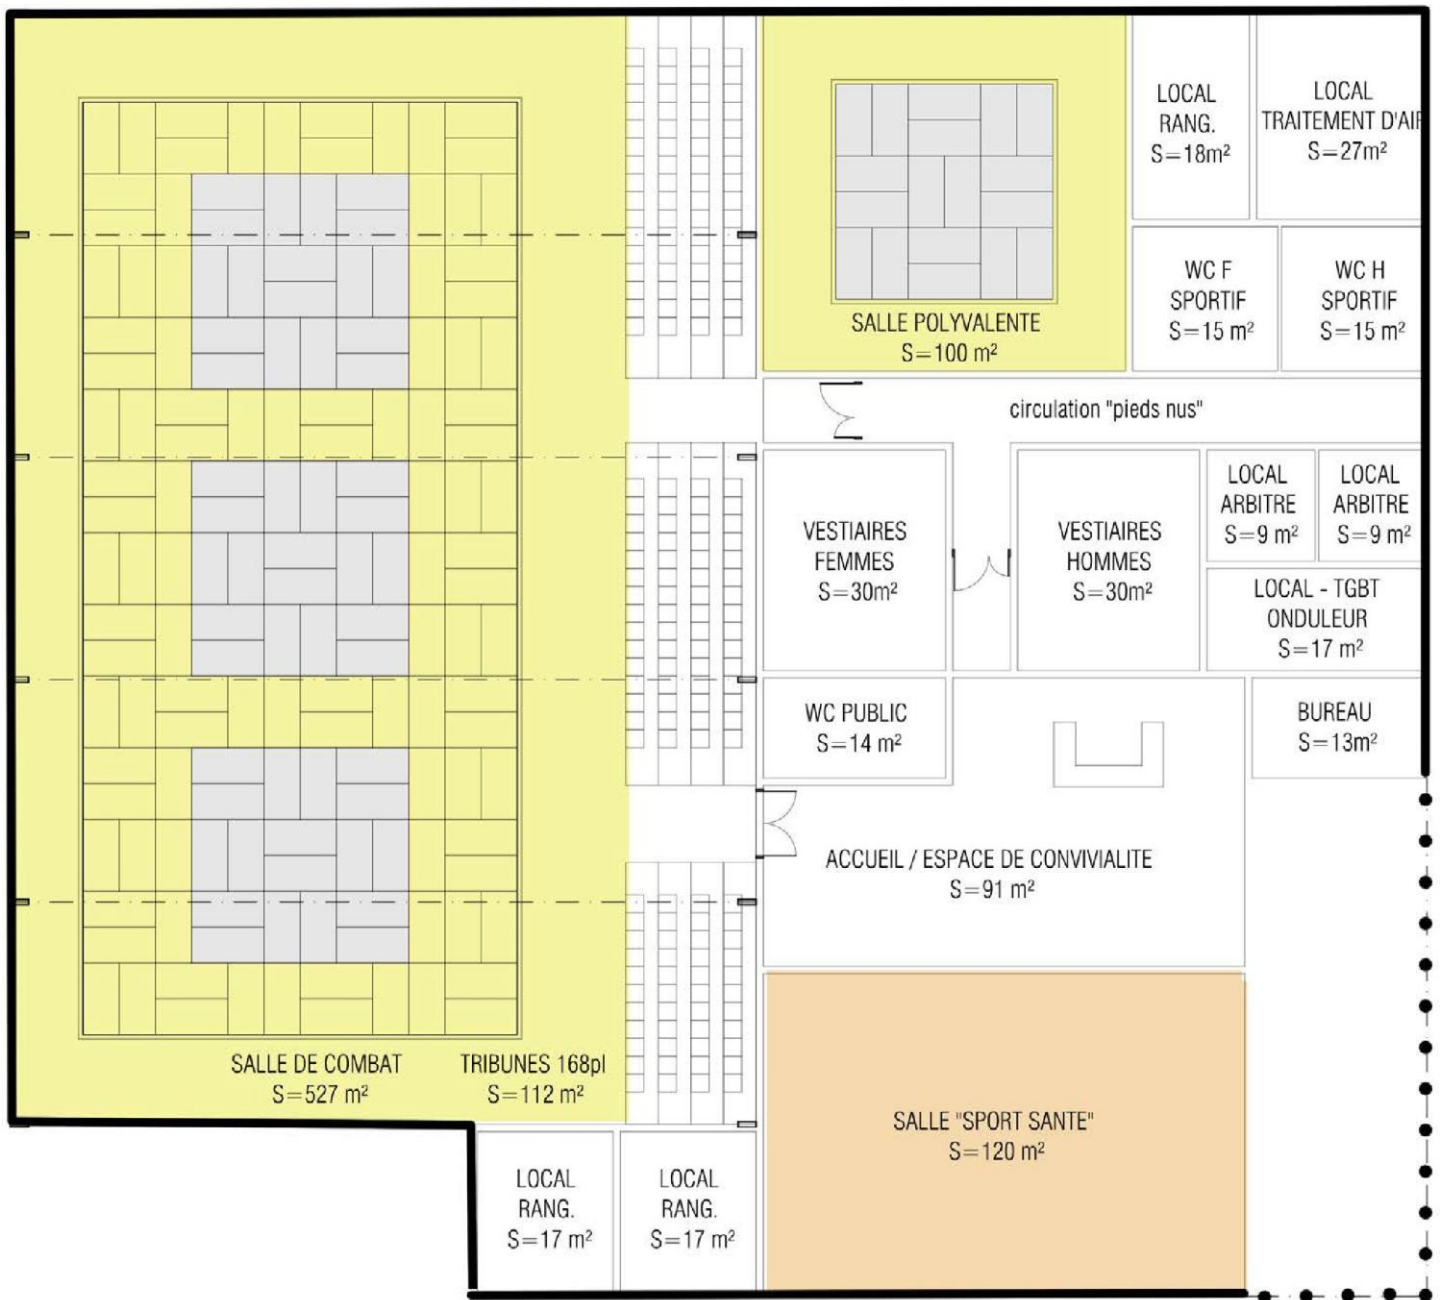 LOCAL
RANG.
S=18m²
LOCAL
TRAITEMENT D'AIR
S=27m²
WC F
SPORTIF
S=15 m²
WC H
SPORTIF
S=15 m²
SALLE POLYVALENTE
S=100 m²
circulation "pieds nus"
VESTIAIRES
FEMMES
S=30m²
VESTIAIRES
HOMMES
S=30m²
LOCAL
ARBITRE
S=9 m²
LOCAL
ARBITRE
S=9 m²
LOCAL - TGBT
ONDULEUR
S=17 m²
WC PUBLIC
S=14 m²
BUREAU
S=13m²
ACCUEIL / ESPACE DE CONVIVIALITE
S=91 m²
SALLE DE COMBAT
S=527 m²
TRIBUNES 168pl
S=112 m²
SALLE "SPORT SANTE"
S=120 m²
LOCAL
RANG.
S=17 m²
LOCAL
RANG.
S=17 m²